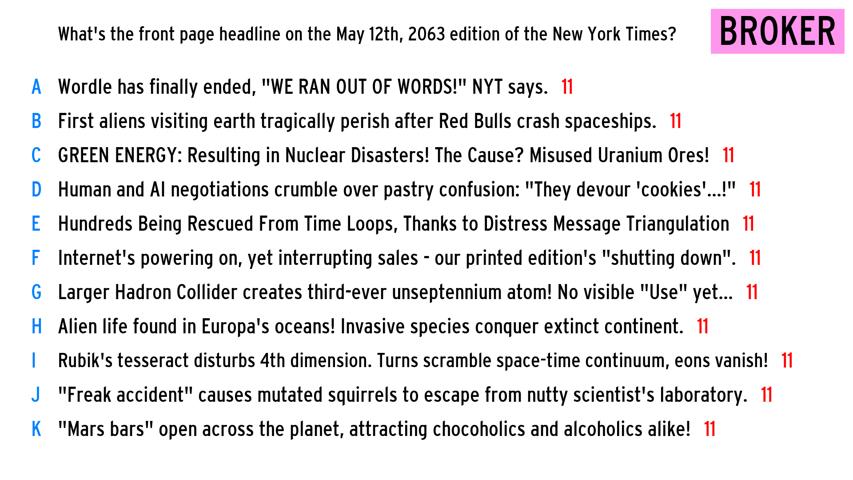 What's the front page headline on the May 12th, 2063 edition of the New York Times?
BROKER
A Wordle has finally ended, "WE RAN OUT OF WORDS!" NYT says. 11
B First aliens visiting earth tragically perish after Red Bulls crash spaceships. 11
C GREEN ENERGY: Resulting in Nuclear Disasters! The Cause? Misused Uranium Ores! 11
D Human and AI negotiations crumble over pastry confusion: "They devour 'cookies'...!" 11
E Hundreds Being Rescued From Time Loops, Thanks to Distress Message Triangulation 11
F Internet's powering on, yet interrupting sales - our printed edition's "shutting down". 11
G Larger Hadron Collider creates third-ever unseptennium atom! No visible "Use" yet... 11
H Alien life found in Europa's oceans! Invasive species conquer extinct continent. 11
I Rubik's tesseract disturbs 4th dimension. Turns scramble space-time continuum, eons vanish! 11
J "Freak accident" causes mutated squirrels to escape from nutty scientist's laboratory. 11
K "Mars bars" open across the planet, attracting chocoholics and alcoholics alike! 11